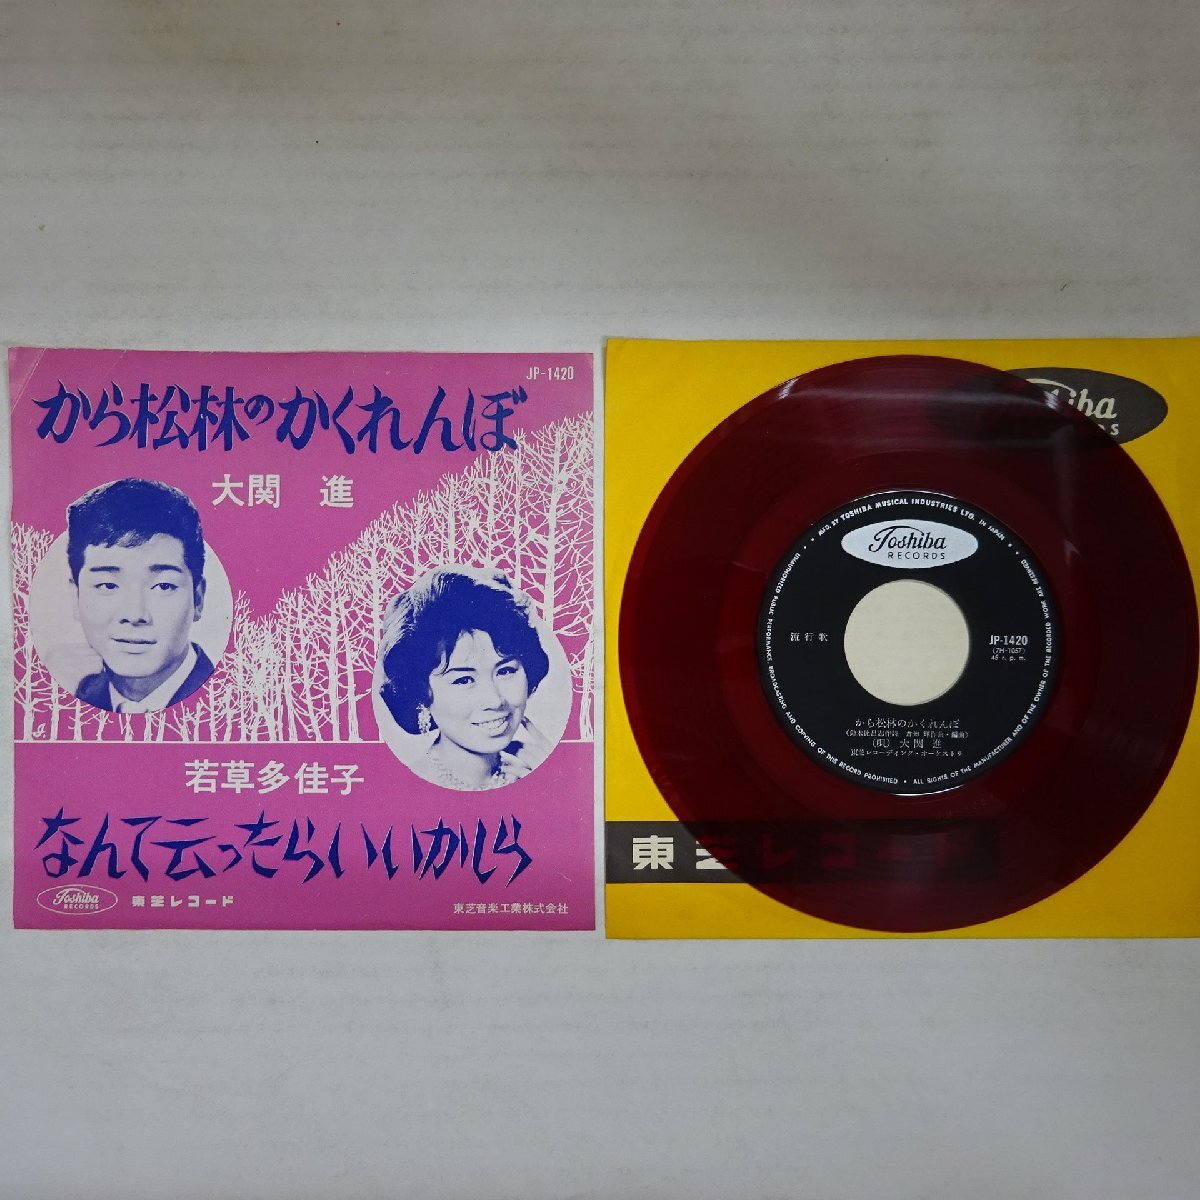 JP-1420
から松林のかくれんぼ
大関 進
若草多佳子
なんて云ったらいいかしら
Toshiba
RECORDS
東芝レコード
東芝音楽工業株式会社
Toshiba
RECORDS
MFD. BY TOSHIBA MUSICAL INDUSTRIES LTD. IN JAPAN
UNAUTHORIZED PUBLIC PERFORMANCE, BROADCASTING AND COPYING OF THIS RECORD PROHIBITED • ALL RIGHTS OF THE MANUFACTURER AND OF THE OWNER OF THE RECORDED WORK ARE RESERVED
流行歌
JP-1420
(7H-1057)
45 r. p. m.
から松林のかくれんぼ
(唄) 大関 進
東芝レコーディング・オーケストラ
東芝レコード